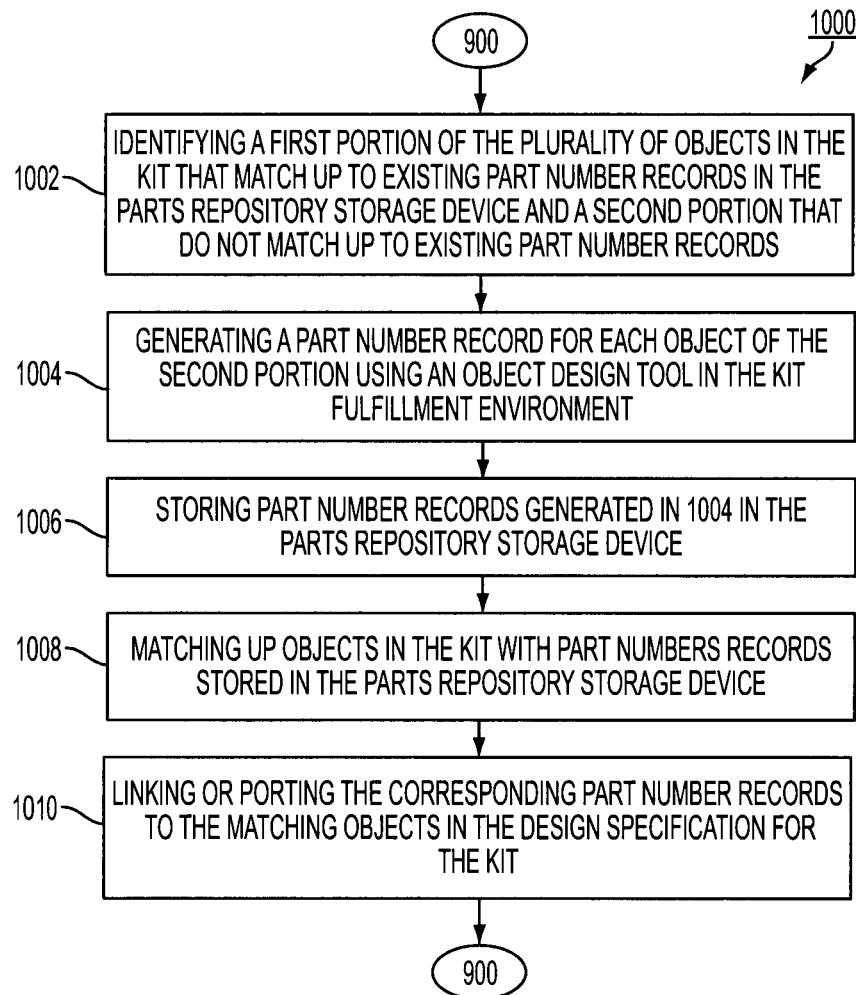 900
1000
1002
IDENTIFYING A FIRST PORTION OF THE PLURALITY OF OBJECTS IN THE
KIT THAT MATCH UP TO EXISTING PART NUMBER RECORDS IN THE
PARTS REPOSITORY STORAGE DEVICE AND A SECOND PORTION THAT
DO NOT MATCH UP TO EXISTING PART NUMBER RECORDS
1004
GENERATING A PART NUMBER RECORD FOR EACH OBJECT OF THE
SECOND PORTION USING AN OBJECT DESIGN TOOL IN THE KIT
FULFILLMENT ENVIRONMENT
1006
STORING PART NUMBER RECORDS GENERATED IN 1004 IN THE
PARTS REPOSITORY STORAGE DEVICE
1008
MATCHING UP OBJECTS IN THE KIT WITH PART NUMBERS RECORDS
STORED IN THE PARTS REPOSITORY STORAGE DEVICE
1010
LINKING OR PORTING THE CORRESPONDING PART NUMBER RECORDS
TO THE MATCHING OBJECTS IN THE DESIGN SPECIFICATION FOR
THE KIT
900